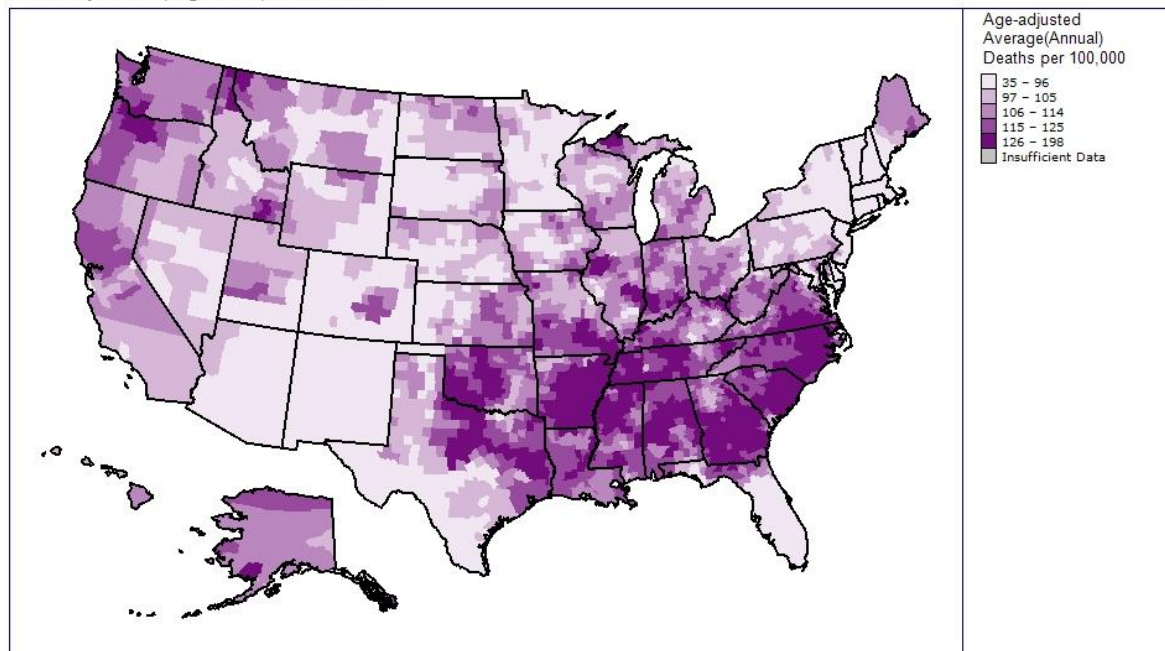 Age-adjusted
Average(Annual)
Deaths per 100,000
35 - 96
97 - 105
106 - 114
115 - 125
126 - 198
Insufficient Data